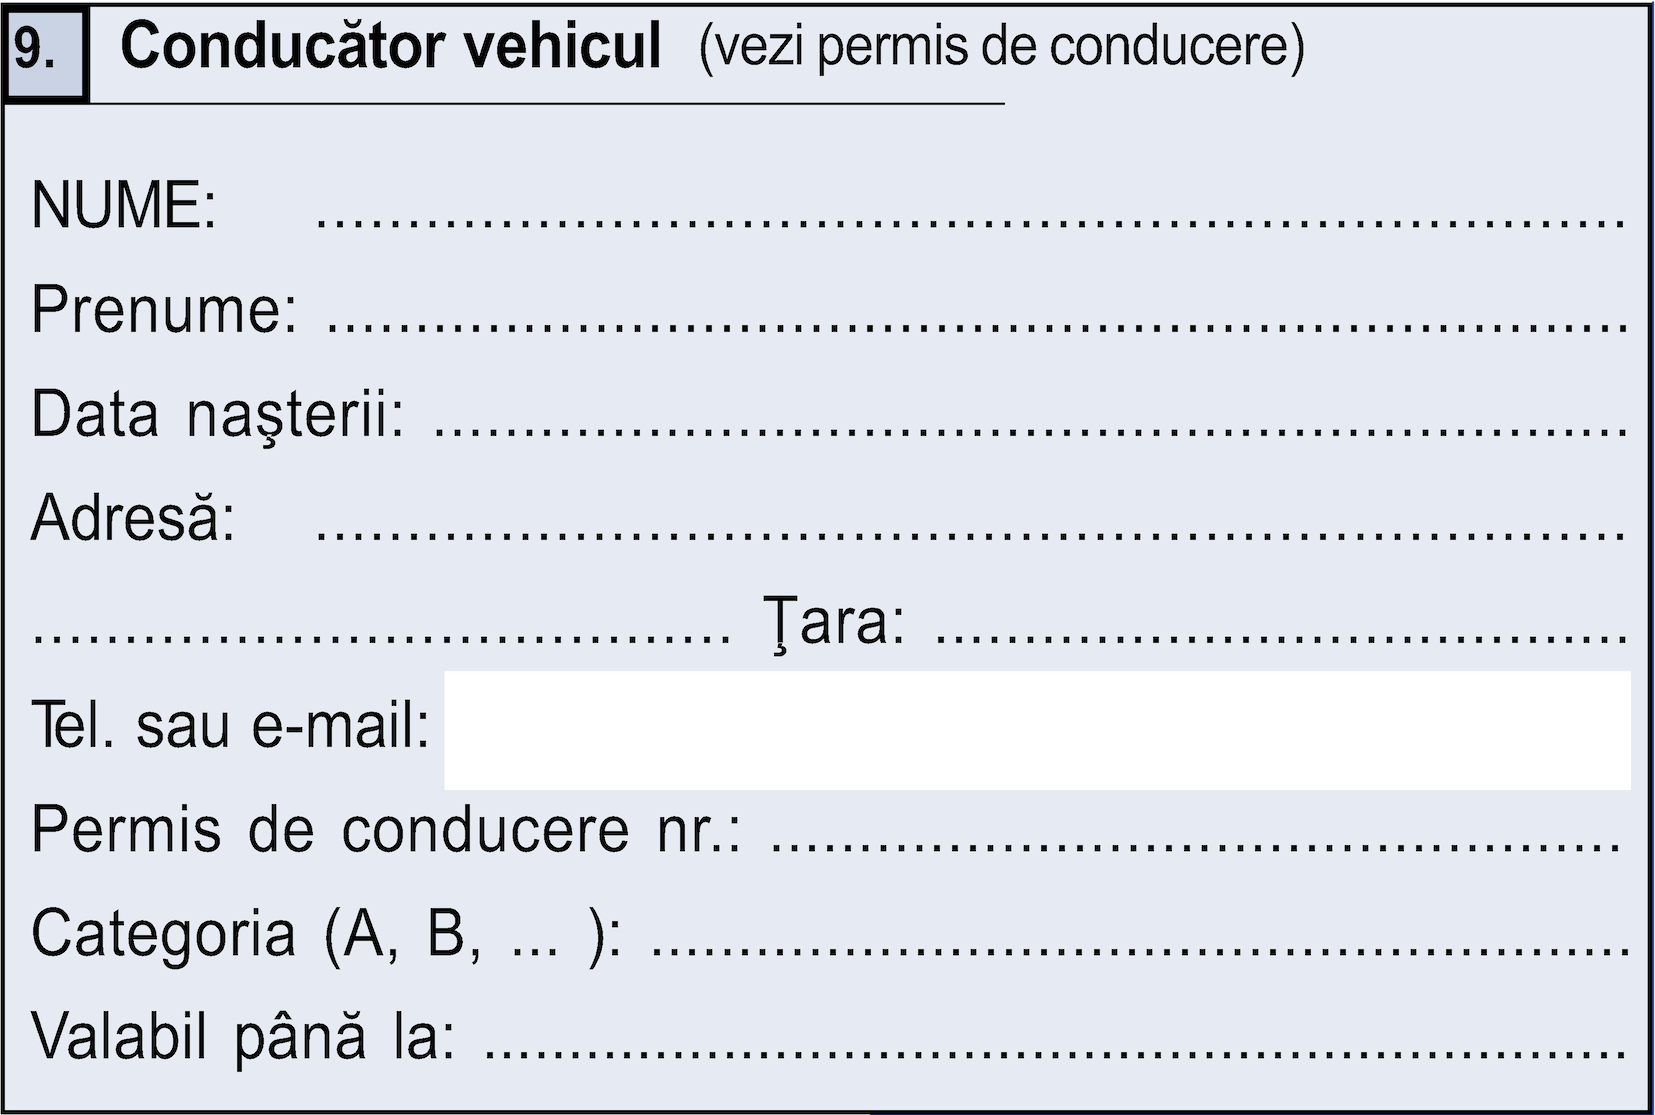 9. Conducător vehicul (vezi permis de conducere)
NUME: ........................................................................
Prenume: ........................................................................
Data naşterii: ..................................................................
Adresă: ........................................................................
...................................... Ţara: ......................................
Tel. sau e-mail:
Permis de conducere nr.: ..............................................
Categoria (A, B, ... ): ......................................................
Valabil până la: ...............................................................